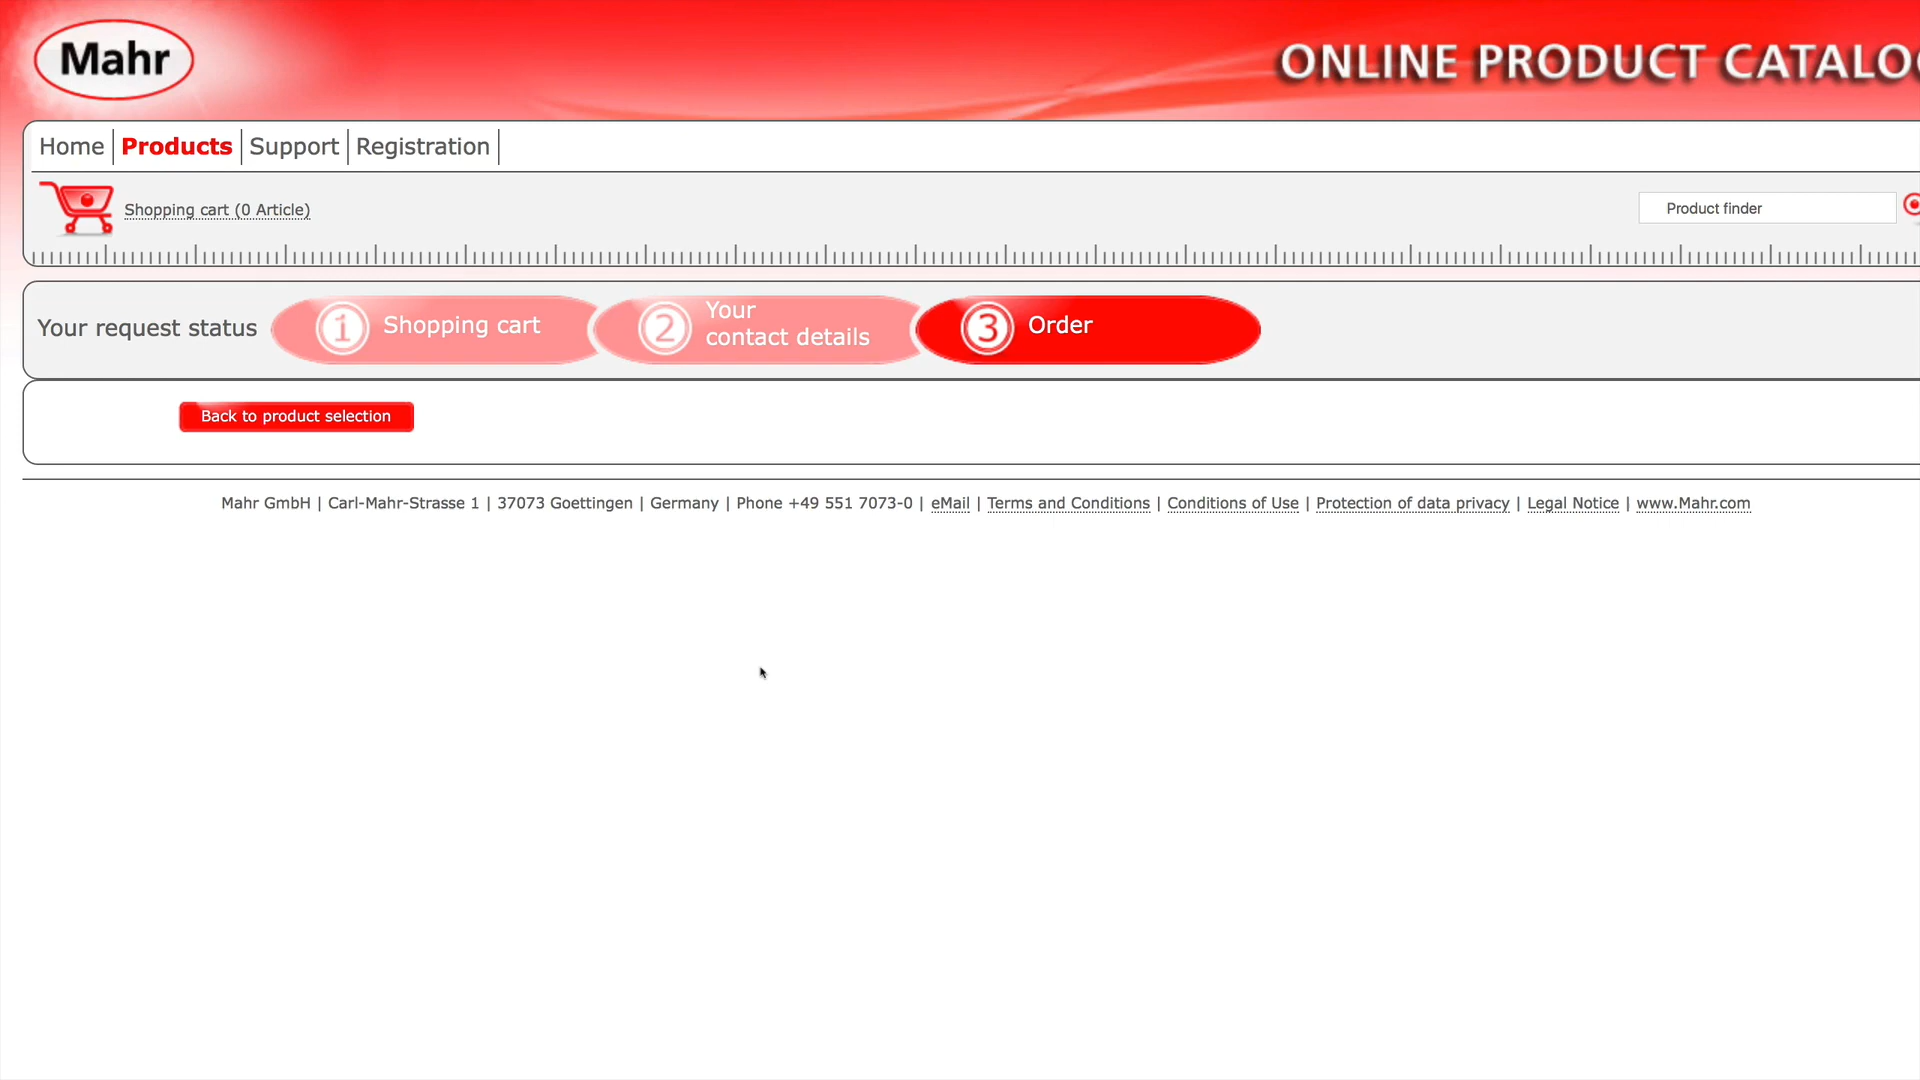 Mahr
ONLINE PRODUCT CATALO
Home | Products | Support | Registration |
Shopping cart (0 Article)
Product finder
Your request status
1 Shopping cart
2 Your
contact details
3 Order
Back to product selection
Mahr GmbH | Carl-Mahr-Strasse 1 | 37073 Goettingen | Germany | Phone +49 551 7073-0 | eMail | Terms and Conditions | Conditions of Use | Protection of data privacy | Legal Notice | www.Mahr.com